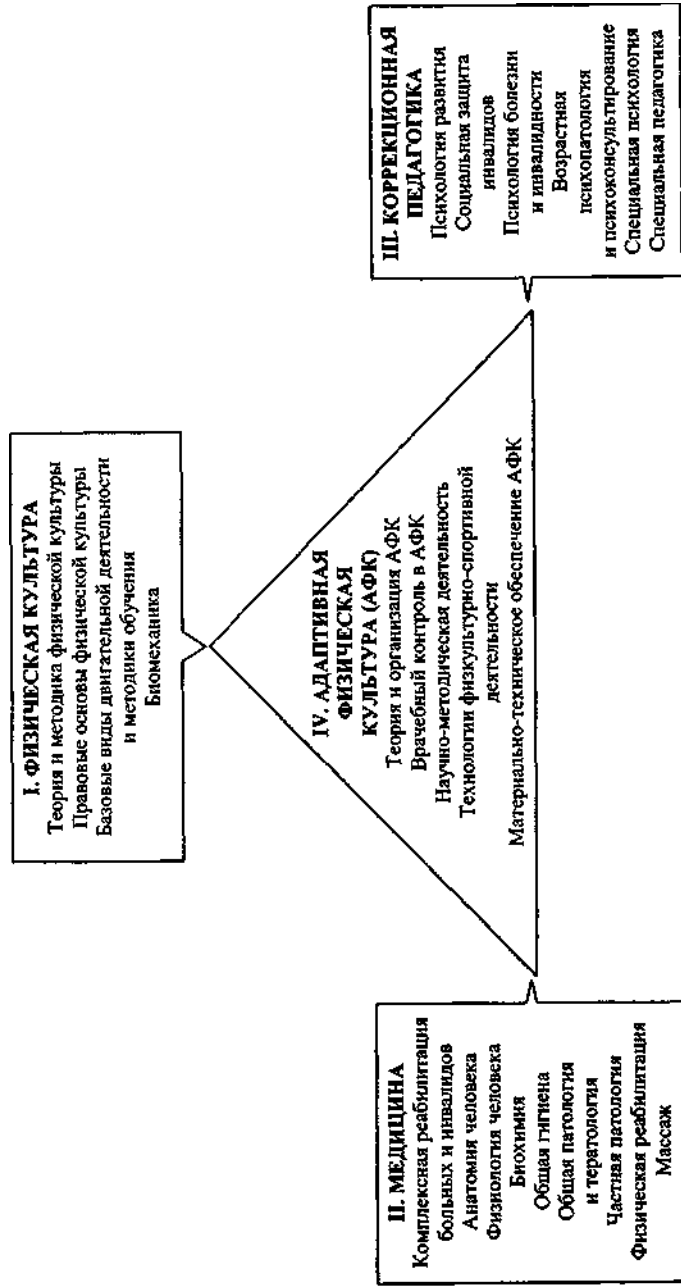 I. ФИЗИЧЕСКАЯ КУЛЬТУРА
Теория и методика физической культуры
Правовые основы физической культуры
Базовые виды двигательной деятельности
и методики обучения
Биомеханика
II. МЕДИЦИНА
Комплексная реабилитация
больных и инвалидов
Анатомия человека
Физиология человека
Биохимия
Общая гигиена
Общая патология
и тератология
Частная патология
Физическая реабилитация
Массаж
III. КОРРЕКЦИОННАЯ
ПЕДАГОГИКА
Психология развития
Социальная защита
инвалидов
Психология болезни
и инвалидности
Возрастная
психопатология
и психоконсультирование
Специальная психология
Специальная педагогика
IV. АДАПТИВНАЯ
ФИЗИЧЕСКАЯ
КУЛЬТУРА (АФК)
Теория и организация АФК
Врачебный контроль в АФК
Научно-методическая деятельность
Технологии физкультурно-спортивной
деятельности
Материально-техническое обеспечение АФК